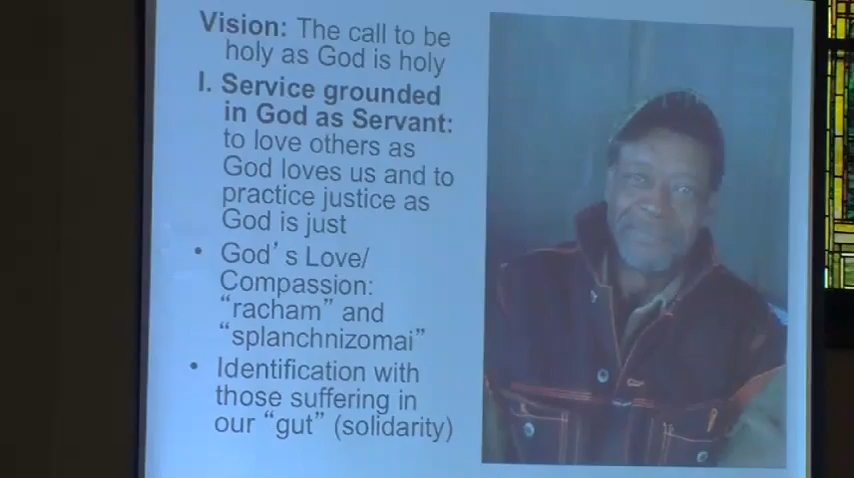 Vision: The call to be
holy as God is holy
I. Service grounded
in God as Servant:
to love others as
God loves us and to
practice justice as
God is just
• God's Love/
Compassion:
“racham” and
“splanchnizomai”
• Identification with
those suffering in
our “gut” (solidarity)